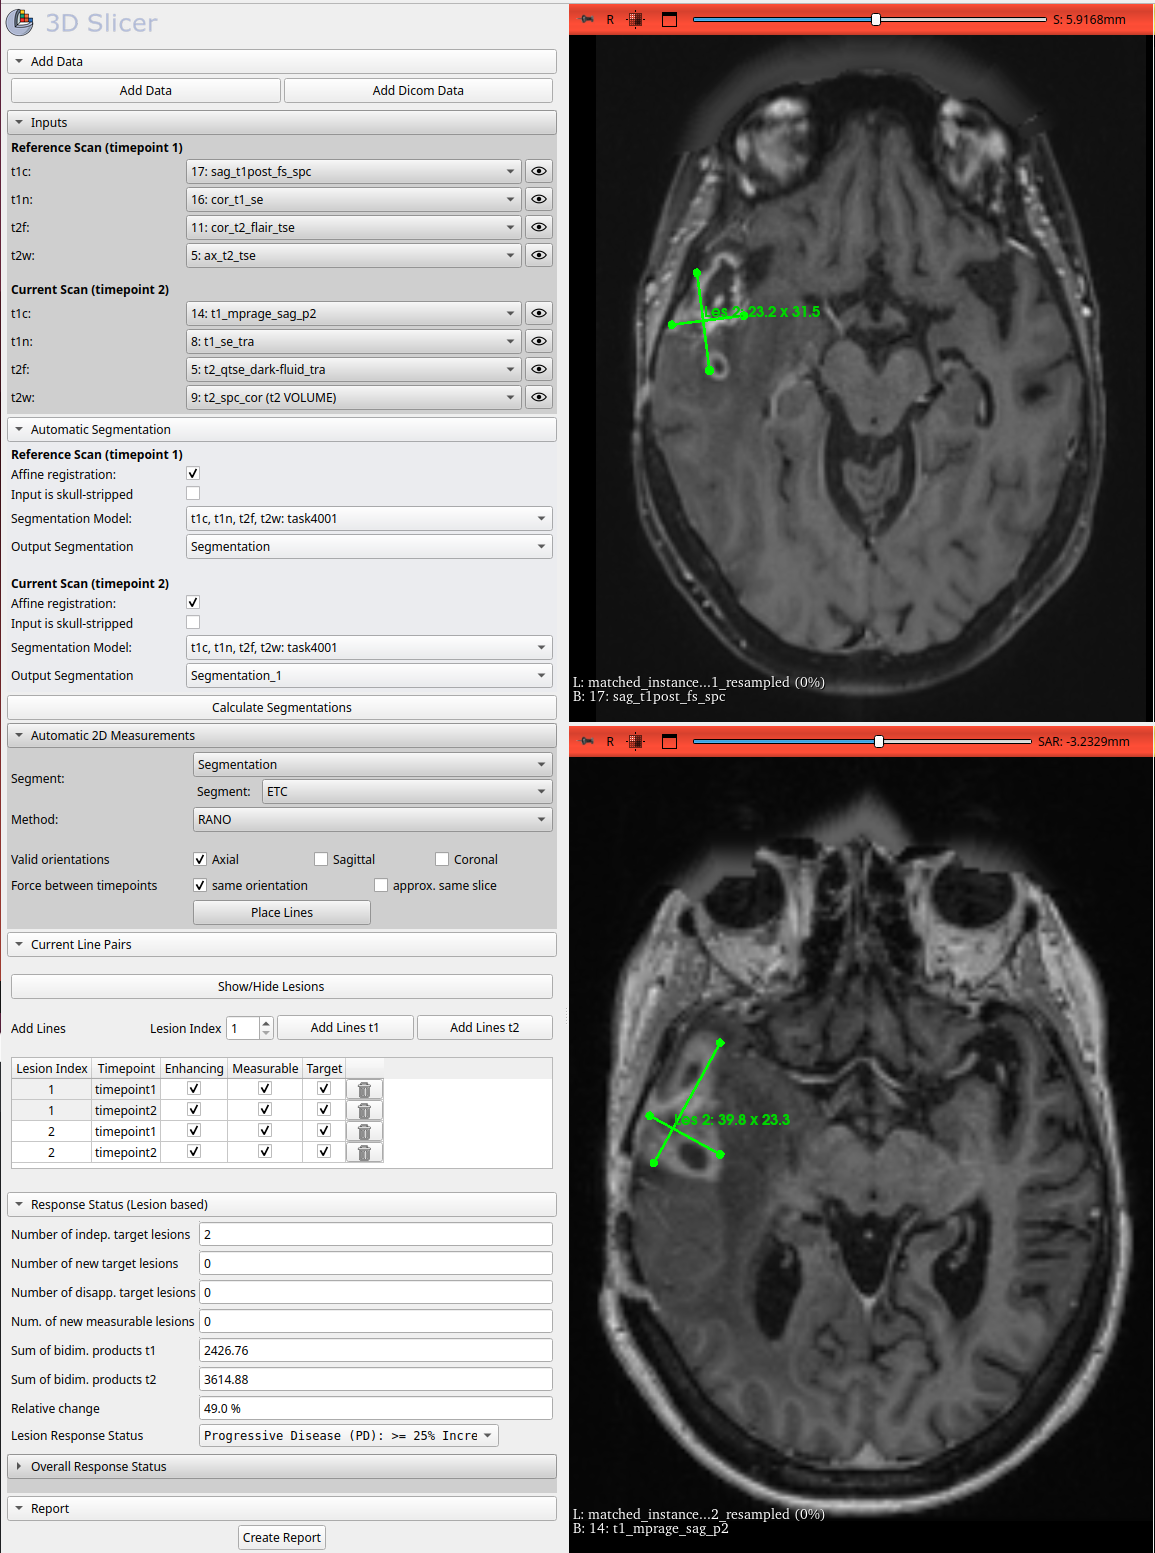 3D Slicer
Add Data
Add Data Add Dicom Data
Inputs
Reference Scan (timepoint 1)
t1c: 17: sag_t1post_fs_spc
t1n: 16: cor_t1_se
t2f: 11: cor_t2_flair_tse
t2w: 5: ax_t2_tse
Current Scan (timepoint 2)
t1c: 14: t1_mprage_sag_p2
t1n: 8: t1_se_tra
t2f: 5: t2_qtse_dark-fluid_tra
t2w: 9: t2_spc_cor (t2 VOLUME)
Automatic Segmentation
Reference Scan (timepoint 1)
Affine registration:
Input is skull-stripped
Segmentation Model: t1c, t1n, t2f, t2w: task4001
Output Segmentation Segmentation
Current Scan (timepoint 2)
Affine registration:
Input is skull-stripped
Segmentation Model: t1c, t1n, t2f, t2w: task4001
Output Segmentation Segmentation_1
Calculate Segmentations
Automatic 2D Measurements
Segment: Segmentation
Segment: ETC
Method: RANO
Valid orientations Axial Sagittal Coronal
Force between timepoints same orientation approx. same slice
Place Lines
Current Line Pairs
Show/Hide Lesions
Add Lines Lesion Index 1 Add Lines t1 Add Lines t2
Lesion Index Timepoint Enhancing Measurable Target
1 timepoint1
1 timepoint2
2 timepoint1
2 timepoint2
Response Status (Lesion based)
Number of indep. target lesions 2
Number of new target lesions 0
Number of disapp. target lesions 0
Num. of new measurable lesions 0
Sum of bidim. products t1 2426.76
Sum of bidim. products t2 3614.88
Relative change 49.0 %
Lesion Response Status Progressive Disease (PD): >= 25% Incre
Overall Response Status
Report
Create Report
R S: 5.9168mm
Les 2: 23.2 x 31.5
L: matched_instance...1_resampled (0%)
B: 17: sag_t1post_fs_spc
R SAR: -3.2329mm
Les 2: 39.8 x 23.3
L: matched_instance...2_resampled (0%)
B: 14: t1_mprage_sag_p2